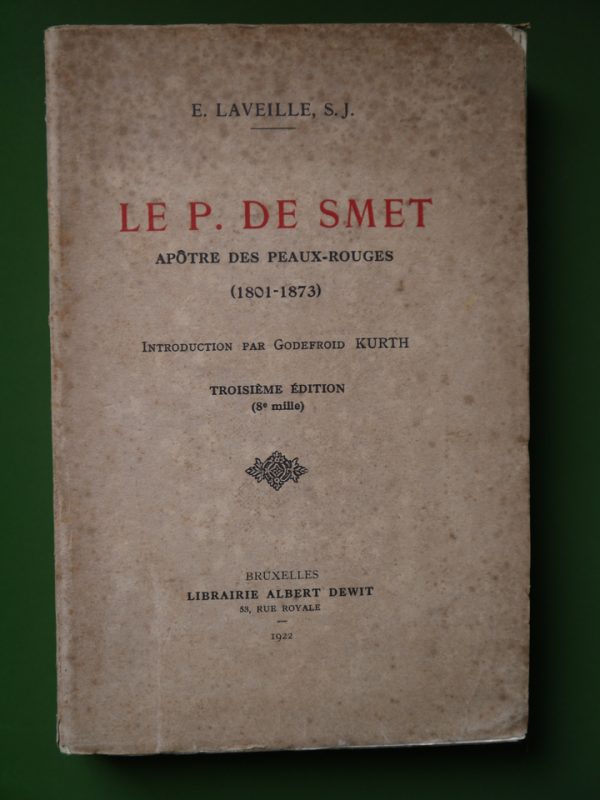 E. LAVEILLE, S.J.
LE P. DE SMET
APÔTRE DES PEAUX-ROUGES
(1801-1873)
INTRODUCTION PAR GODEFROID KURTH
TROISIÈME ÉDITION
(8e mille)
BRUXELLES
LIBRAIRIE ALBERT DEWIT
53, RUE ROYALE
1922